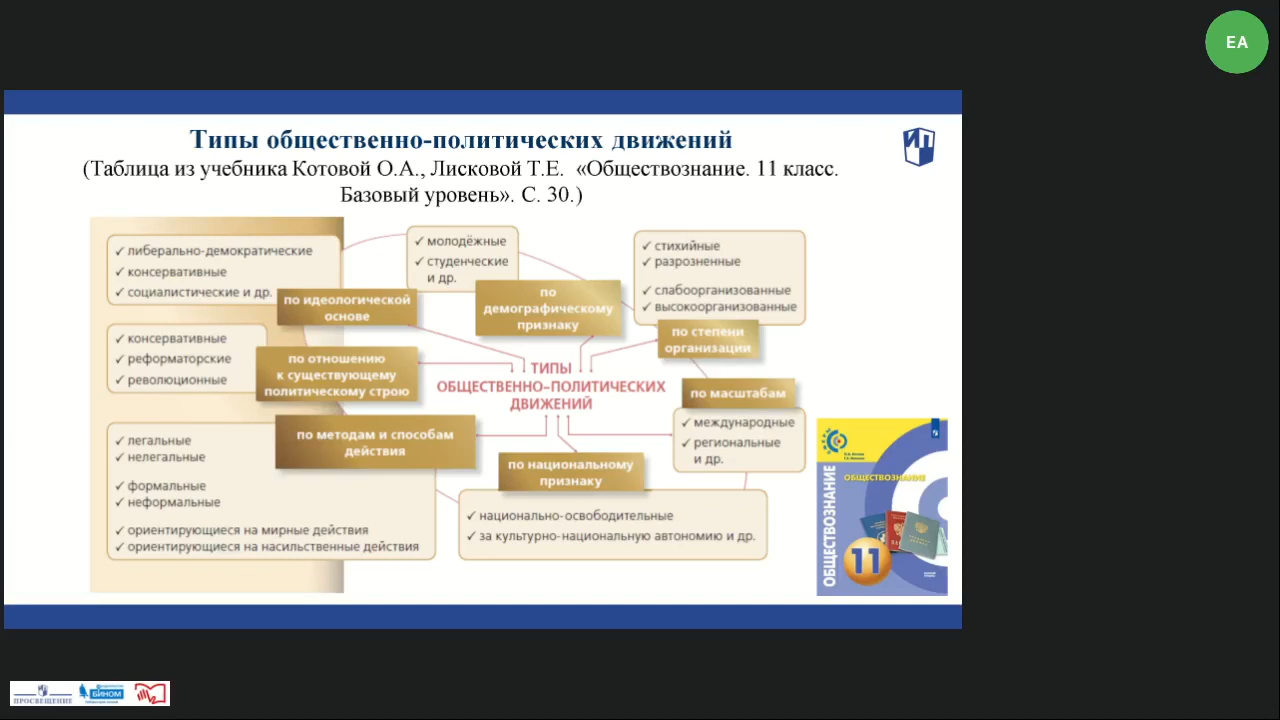 EA
Типы общественно-политических движений
(Таблица из учебника Котовой О.А., Лисковой Т.Е. «Обществознание. 11 класс.
Базовый уровень». С. 30.)
✓ либерально-демократические
✓ консервативные
✓ социалистические и др.
по идеологической
основе
✓ молодёжные
✓ студенческие
и др.
по
демографическому
признаку
✓ стихийные
✓ разрозненные
✓ слабоорганизованные
✓ высокоорганизованные
по степени
организации
✓ консервативные
✓ реформаторские
✓ революционные
по отношению
к существующему
политическому строю
ТИПЫ
ОБЩЕСТВЕННО-ПОЛИТИЧЕСКИХ
ДВИЖЕНИЙ
по масштабам
✓ международные
✓ региональные
и др.
✓ легальные
✓ нелегальные
✓ формальные
✓ неформальные
✓ ориентирующиеся на мирные действия
✓ ориентирующиеся на насильственные действия
по методам и способам
действия
по национальному
признаку
✓ национально-освободительные
✓ за культурно-национальную автономию и др.
ОБЩЕСТВОЗНАНИЕ
ОБЩЕСТВОЗНАНИЕ
11
ПРОСВЕЩЕНИЕ
БИНОМ